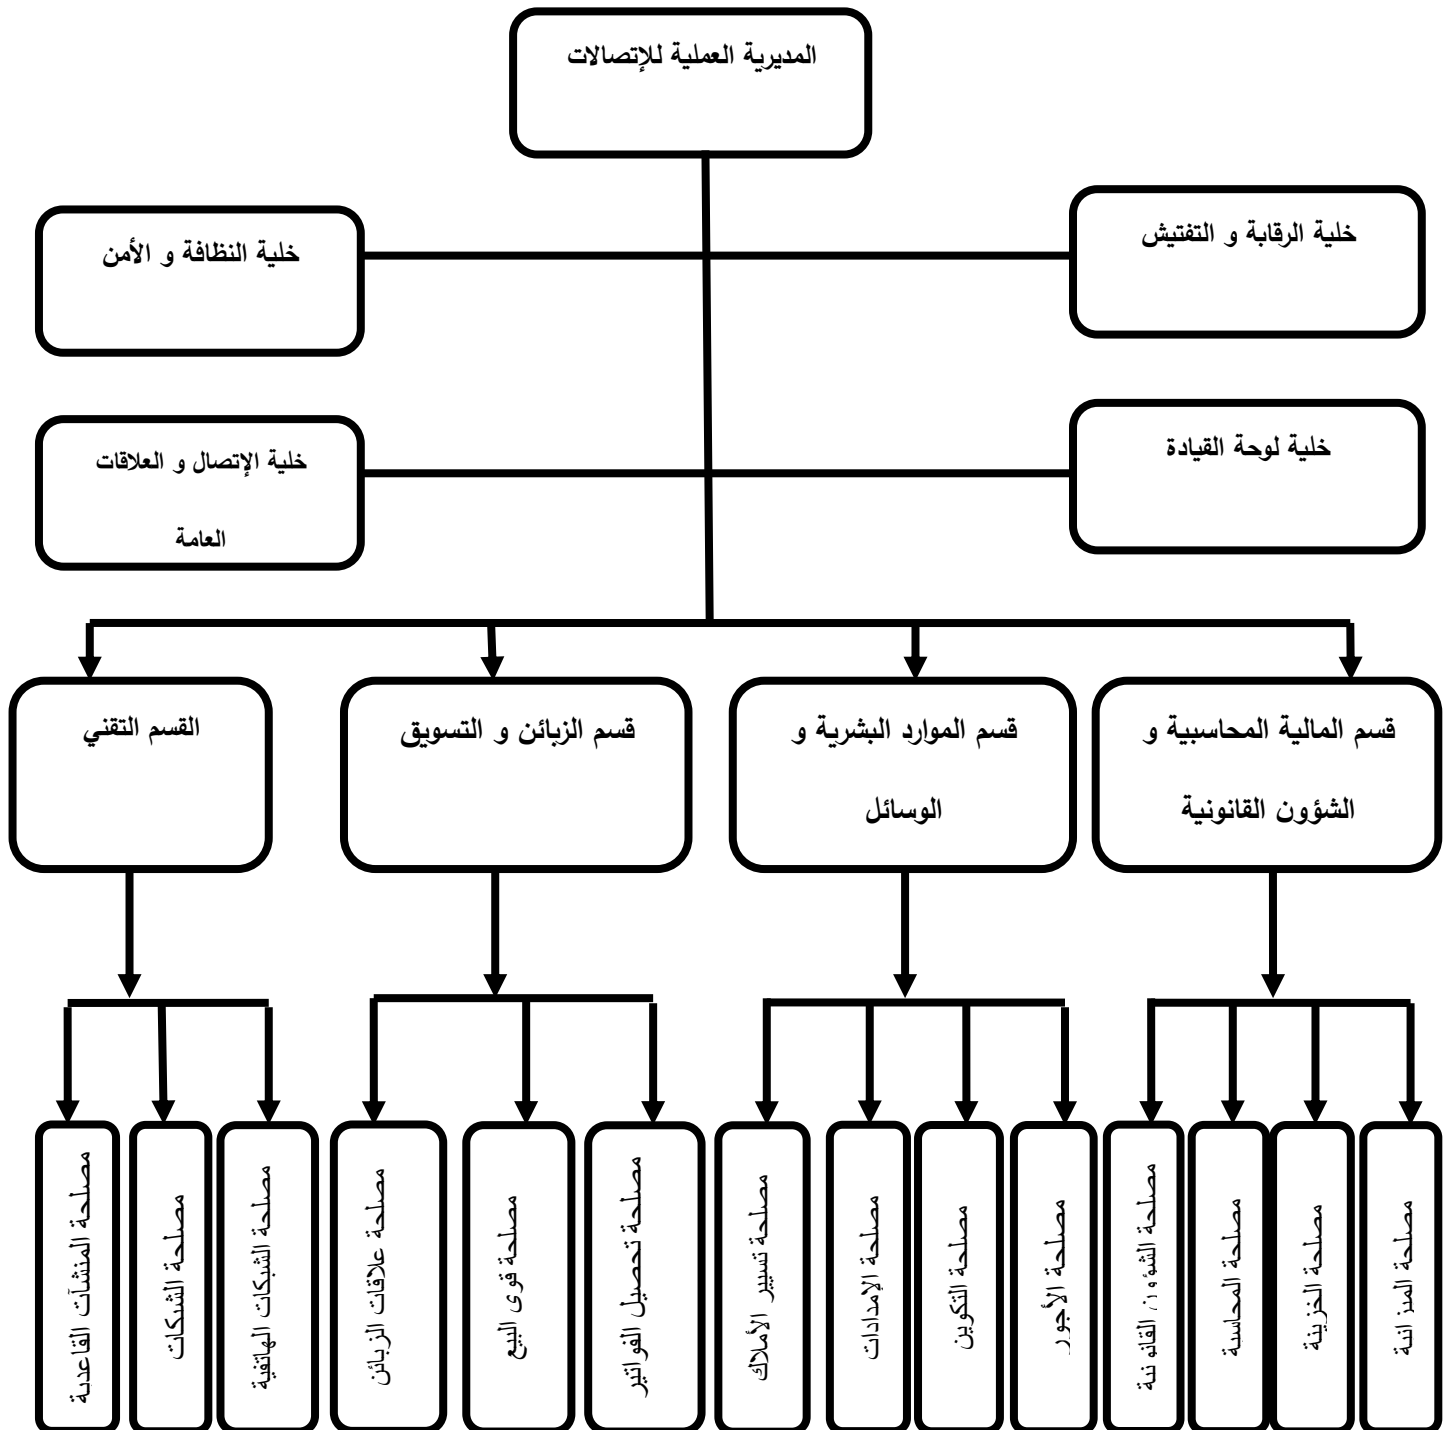 المديرية العملية للإتصالات
خلية الرقابة و التفتيش
خلية النظافة و الأمن
خلية لوحة القيادة
خلية الإتصال و العلاقات
العامة
قسم المالية المحاسبية و
الشؤون القانونية
قسم الموارد البشرية و
الوسائل
قسم الزبائن و التسويق
القسم التقني
مصلحة الميزانية
مصلحة الخزينة
مصلحة المحاسبة
مصلحة الشؤون القانونية
مصلحة الأجور
مصلحة التكوين
مصلحة الإمدادات
مصلحة تسيير الأملاك
مصلحة تحصيل الفواتير
مصلحة قوى البيع
مصلحة علاقات الزبائن
مصلحة الشبكات الهاتفية
مصلحة الشبكات
مصلحة المنشآت القاعدية